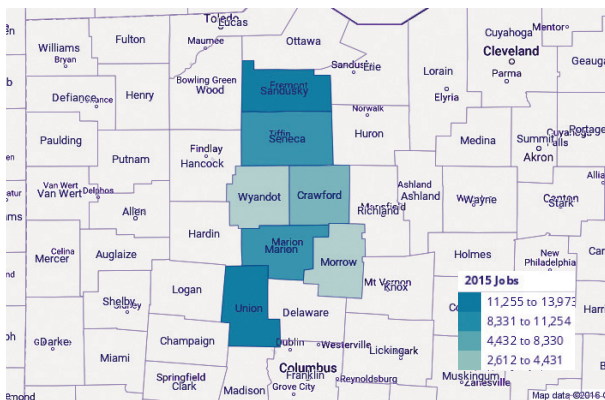 Toledo
Lucas
Mentor
Williams
Fulton
Maumee
Ottawa
Cuyahoga
Cleveland
Bryan
Sandusky
Erie
Lorain
Parma
Geauga
Bowling Green
Wood
Fremont
Sandusky
Defiance
Defiance
Henry
Elyria
Norwalk
Paulding
Findlay
Hancock
Tiffin
Seneca
Huron
Medina
Summit
Akron
Cuyahoga
Falls
Portage
Putnam
Van Wert
Van Wert
Delphos
Wyandot
Crawford
Mansfield
Richland
Ashland
Ashland
Wayne
Canton
Stark
Allian
Allen
Hardin
Marion
Marion
Morrow
Mercer
Celina
Auglaize
Mt Vernon
Knox
Holmes
New
Philadelphia
Logan
Shelby
Sidney
Union
Delaware
2015 Jobs
11,255 to 13,973
8,331 to 11,254
4,432 to 8,330
2,612 to 4,431
Darke
Champaign
Dublin
Westerville
Miami
Columbus
Franklin
Lickingark
Springfield
Clark
Madison
Grove City
Reynoldsburg
Muskingum
Zanesville
Map data ©2016